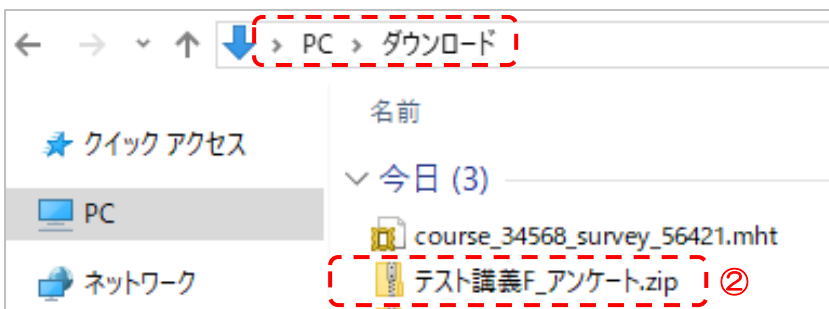 PC > ダウンロード
名前
クイック アクセス
今日 (3)
PC
course_34568_survey_56421.mht
ネットワーク
テスト講義F_アンケート.zip ②